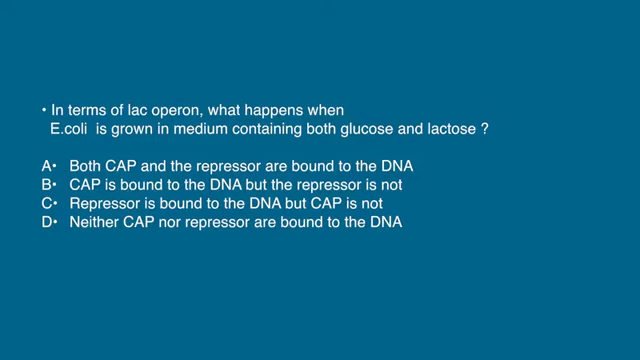 • In terms of lac operon, what happens when
E.coli is grown in medium containing both glucose and lactose ?
A• Both CAP and the repressor are bound to the DNA
B• CAP is bound to the DNA but the repressor is not
C• Repressor is bound to the DNA but CAP is not
D• Neither CAP nor repressor are bound to the DNA